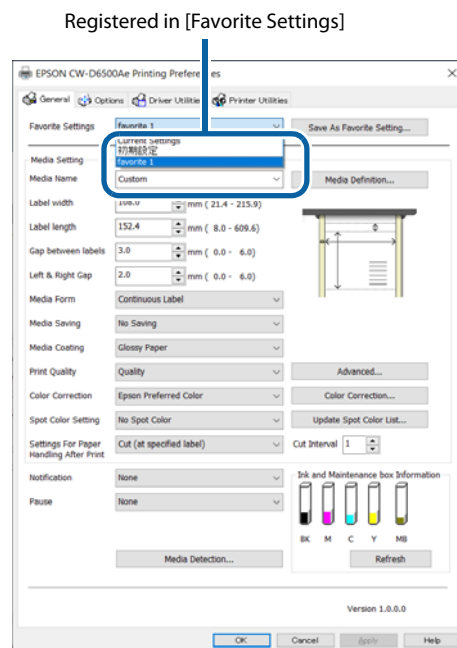 Registered in [Favorite Settings]
EPSON CW-D6500Ae Printing Preferences
General Options Driver Utilities Printer Utilities
Favorite Settings favorite 1 Save As Favorite Setting...
Current Settings
初期設定
favorite 1
Media Setting
Media Name Custom Media Definition...
Label width 108.0 mm ( 21.4 - 215.9)
Label length 152.4 mm ( 8.0 - 609.6)
Gap between labels 3.0 mm ( 0.0 - 6.0)
Left & Right Gap 2.0 mm ( 0.0 - 6.0)
Media Form Continuous Label
Media Saving No Saving
Media Coating Glossy Paper
Print Quality Quality Advanced...
Color Correction Epson Preferred Color Color Correction...
Spot Color Setting No Spot Color Update Spot Color List...
Settings For Paper Handling After Print Cut (at specified label) Cut Interval 1
Notification None Ink and Maintenance box Information
Pause None
BK M C Y MB
Media Detection... Refresh
Version 1.0.0.0
OK Cancel Apply Help